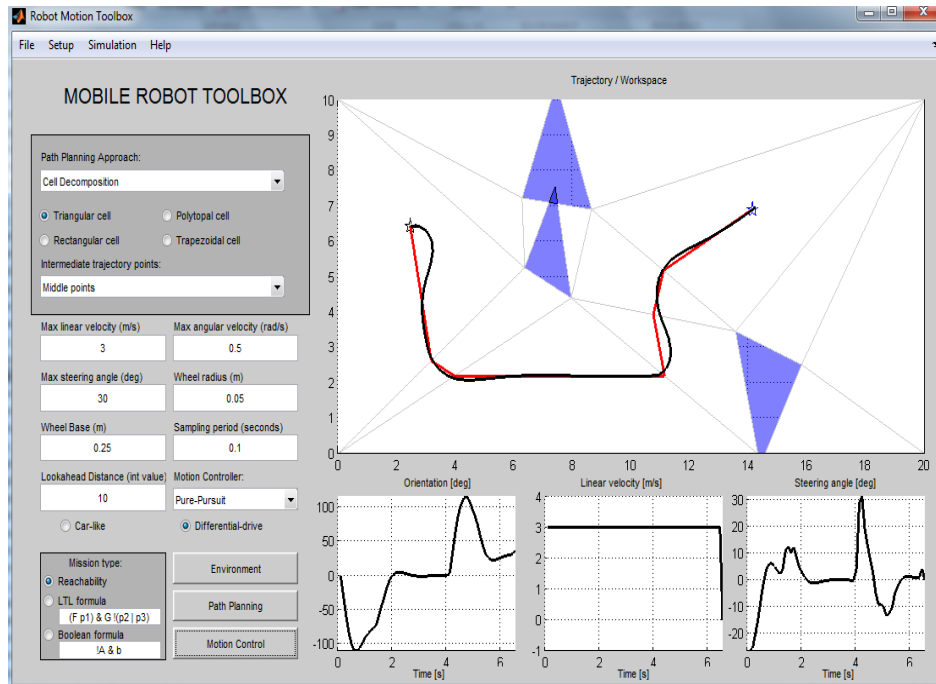 Robot Motion Toolbox
File Setup Simulation Help
MOBILE ROBOT TOOLBOX
Path Planning Approach:
Cell Decomposition
Triangular cell Polytopal cell
Rectangular cell Trapezoidal cell
Intermediate trajectory points:
Middle points
Max linear velocity (m/s) Max angular velocity (rad/s)
3 0.5
Max steering angle (deg) Wheel radius (m)
30 0.05
Wheel Base (m) Sampling period (seconds)
0.25 0.1
Lookahead Distance (int value) Motion Controller:
10 Pure-Pursuit
Car-like Differential-drive
Mission type:
Reachability
LTL formula
(F p1) & G !(p2 | p3)
Boolean formula
!A & b
Environment
Path Planning
Motion Control
Trajectory / Workspace
10
9
8
7
6
5
4
3
2
1
0
0 2 4 6 8 10 12 14 16 18 20
Orientation [deg]
100
50
0
-50
-100
0 2 4 6
Time [s]
Linear velocity [m/s]
4
3
2
1
0
-1
0 2 4 6
Time [s]
Steering angle [deg]
30
20
10
0
-10
-20
0 2 4 6
Time [s]